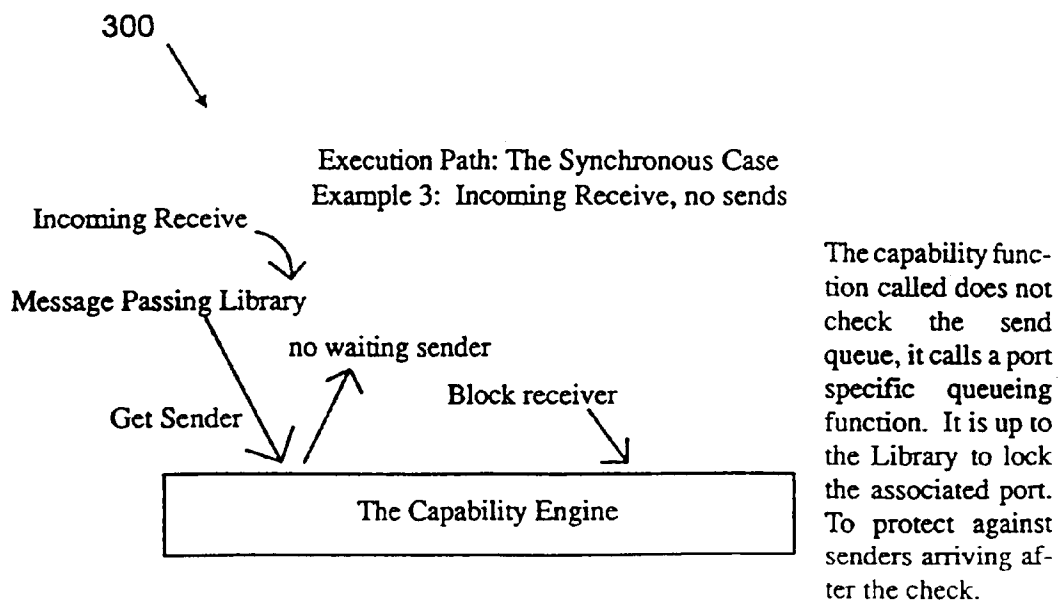 300
Execution Path: The Synchronous Case
Example 3: Incoming Receive, no sends
Incoming Receive
Message Passing Library
no waiting sender
Get Sender
Block receiver
The Capability Engine
The capability func-
tion called does not
check the send
queue, it calls a port
specific queueing
function. It is up to
the Library to lock
the associated port.
To protect against
senders arriving af-
ter the check.